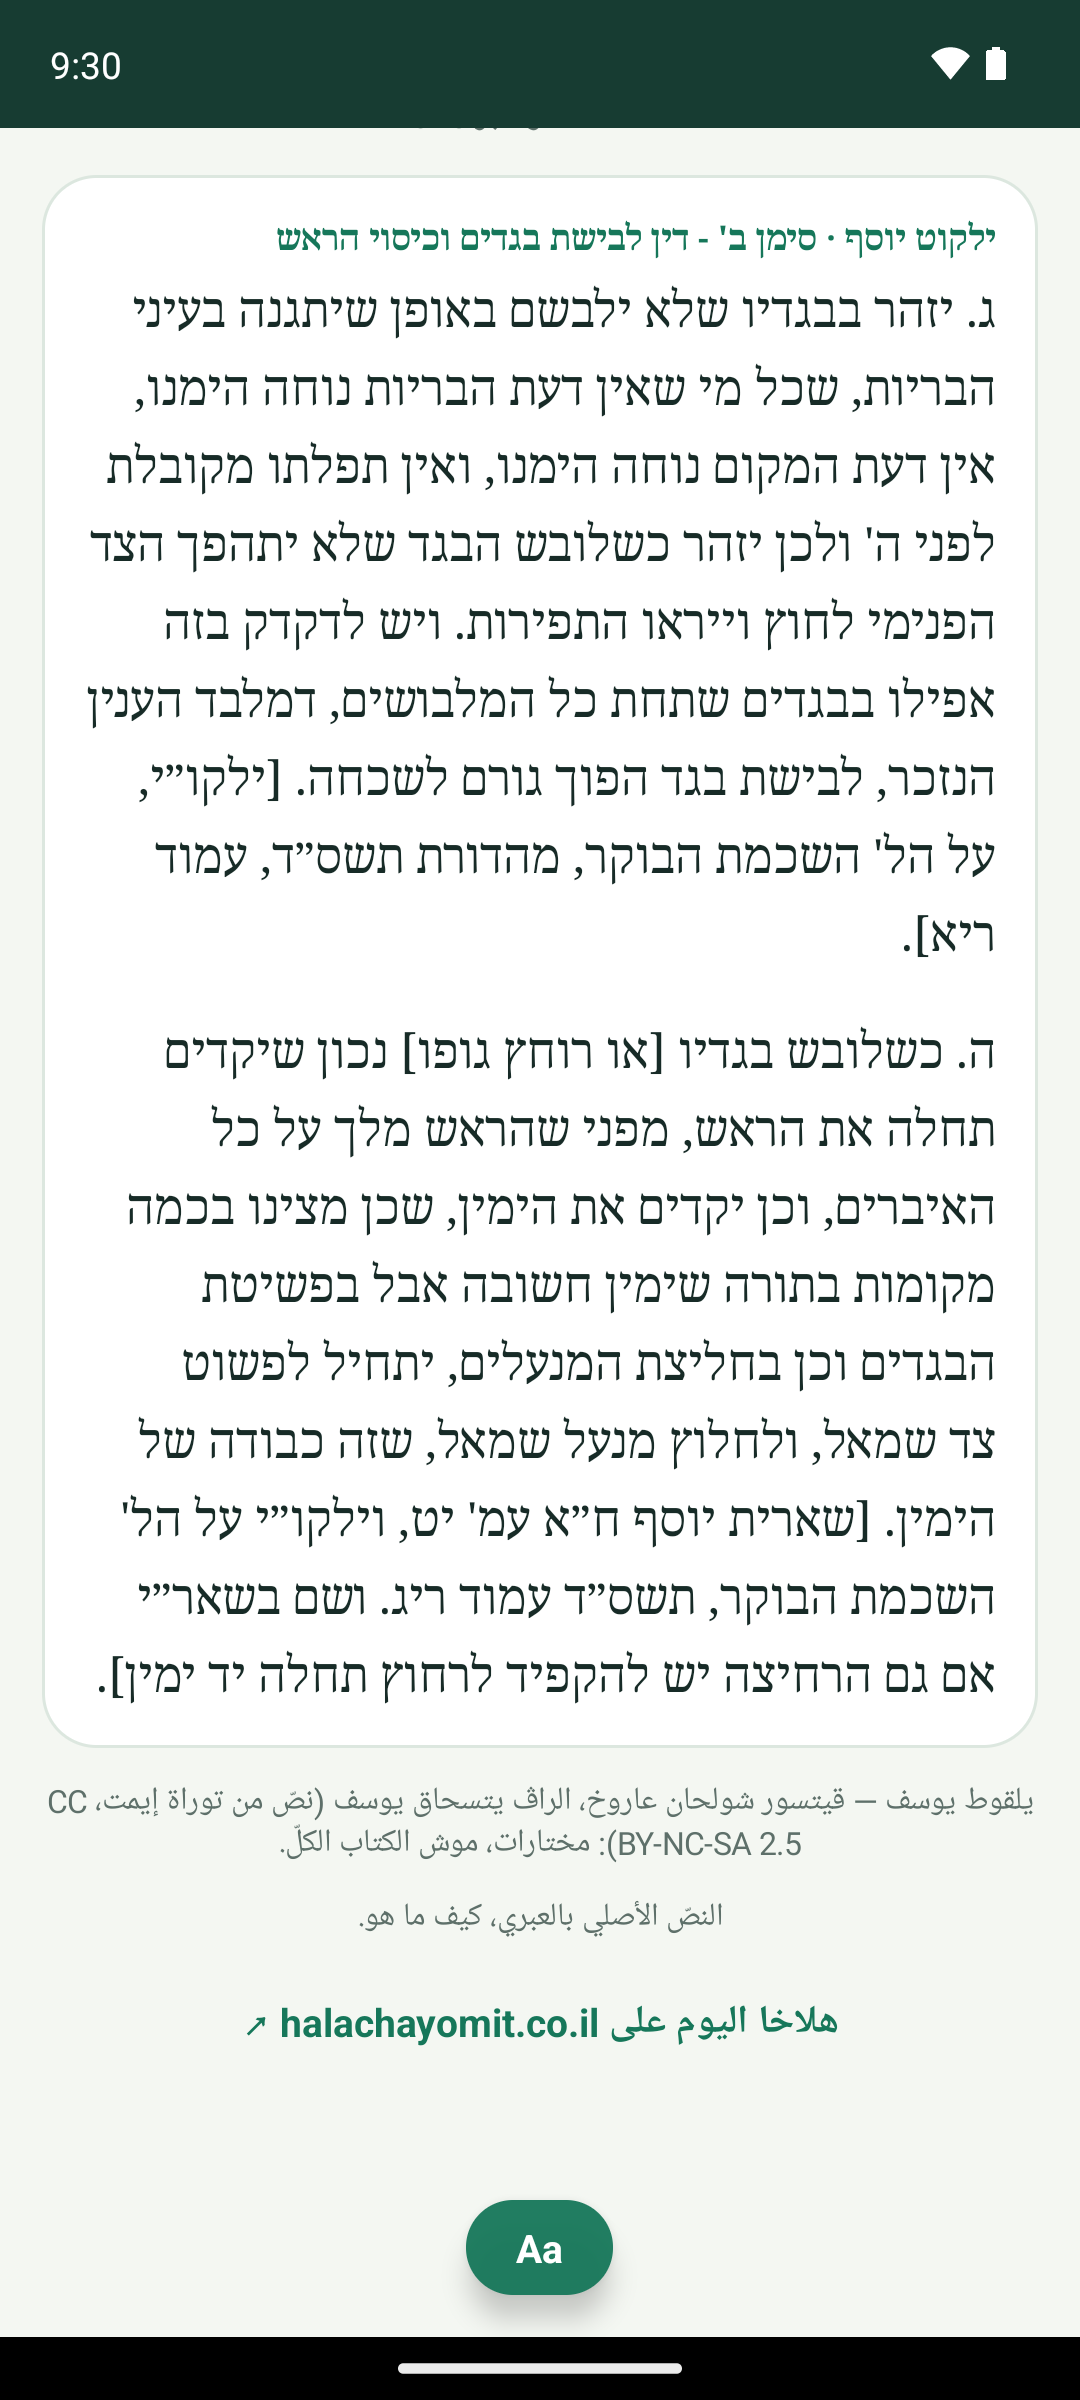 9:30
ילקוט יוסף · סימן ב' - דין לבישת בגדים וכיסוי הראש
ג. יזהר בבגדיו שלא ילבשם באופן שיתגנה בעיני
הבריות, שכל מי שאין דעת הבריות נוחה הימנו,
אין דעת המקום נוחה הימנו, ואין תפלתו מקובלת
לפני ה' ולכן יזהר כשלובש הבגד שלא יתהפך הצד
הפנימי לחוץ וייראו התפירות. ויש לדקדק בזה
אפילו בבגדים שתחת כל המלבושים, דמלבד הענין
הנזכר, לבישת בגד הפוך גורם לשכחה. [ילקו״י,
על הל' השכמת הבוקר, מהדורת תשס״ד, עמוד
ריא].
ה. כשלובש בגדיו [או רוחץ גופו] נכון שיקדים
תחלה את הראש, מפני שהראש מלך על כל
האיברים, וכן יקדים את הימין, שכן מצינו בכמה
מקומות בתורה שימין חשובה אבל בפשיטת
הבגדים וכן בחליצת המנעלים, יתחיל לפשוט
צד שמאל, ולחלוץ מנעל שמאל, שזה כבודה של
הימין. [שארית יוסף ח״א עמ' יט, וילקו״י על הל'
השכמת הבוקר, תשס״ד עמוד ריג. ושם בשאר״י
אם גם הרחיצה יש להקפיד לרחוץ תחלה יד ימין].
يلقوط يوسف — قيتسور شولحان عاروخ، الراڤ يتسحاق يوسف (نصّ من توراة إيمت، CC
BY-NC-SA 2.5): مختارات، موش الكتاب الكلّ.
النصّ الأصلي بالعبري، كيف ما هو.
هلاخا اليوم على halachayomit.co.il ↗
Aa